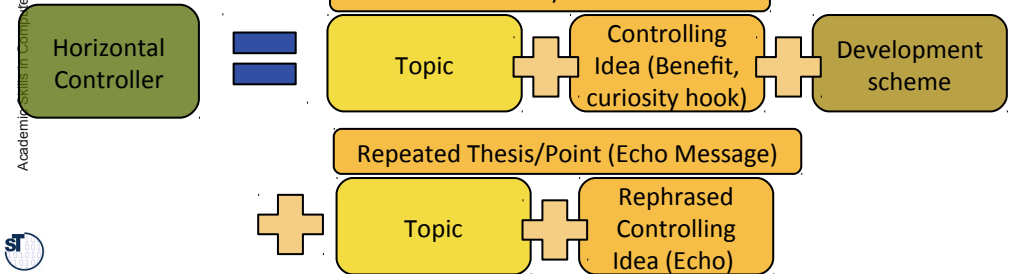 Horizontal
Controller
Topic
Controlling
Idea (Benefit,
curiosity hook)
Development
scheme
Repeated Thesis/Point (Echo Message)
Topic
Rephrased
Controlling
Idea (Echo)
Academic Skills in Compute
ST